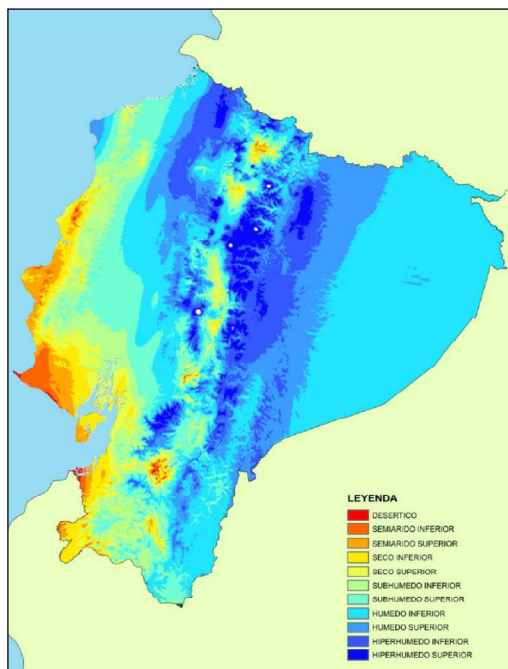 LEYENDA
DESERTICO
SEMIARIDO INFERIOR
SEMIARIDO SUPERIOR
SECO INFERIOR
SECO SUPERIOR
SUBHUMEDO INFERIOR
SUBHUMEDO SUPERIOR
HUMEDO INFERIOR
HUMEDO SUPERIOR
HIPERHUMEDO INFERIOR
HIPERHUMEDO SUPERIOR